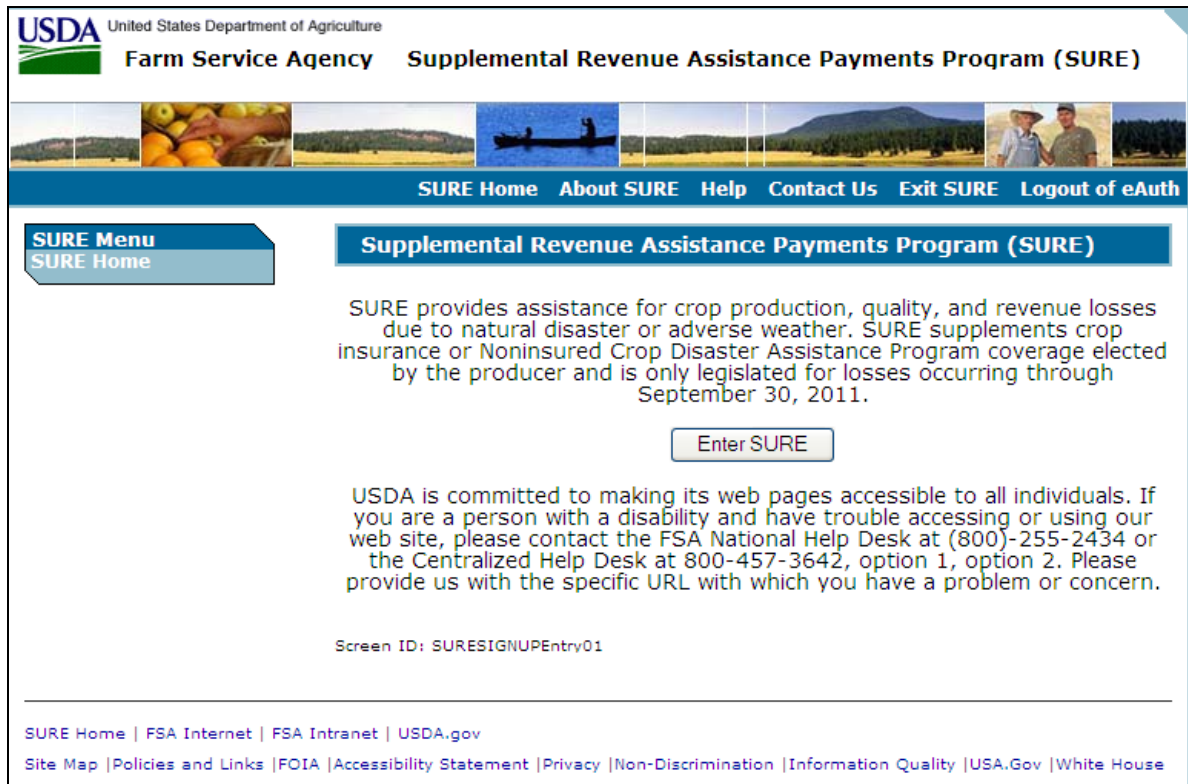 USDA United States Department of Agriculture
Farm Service Agency Supplemental Revenue Assistance Payments Program (SURE)
SURE Home About SURE Help Contact Us Exit SURE Logout of eAuth
SURE Menu
SURE Home
Supplemental Revenue Assistance Payments Program (SURE)
SURE provides assistance for crop production, quality, and revenue losses
due to natural disaster or adverse weather. SURE supplements crop
insurance or Noninsured Crop Disaster Assistance Program coverage elected
by the producer and is only legislated for losses occurring through
September 30, 2011.
Enter SURE
USDA is committed to making its web pages accessible to all individuals. If
you are a person with a disability and have trouble accessing or using our
web site, please contact the FSA National Help Desk at (800)-255-2434 or
the Centralized Help Desk at 800-457-3642, option 1, option 2. Please
provide us with the specific URL with which you have a problem or concern.
Screen ID: SURESIGNUPEntry01
SURE Home | FSA Internet | FSA Intranet | USDA.gov
Site Map |Policies and Links |FOIA |Accessibility Statement |Privacy |Non-Discrimination |Information Quality |USA.Gov |White House